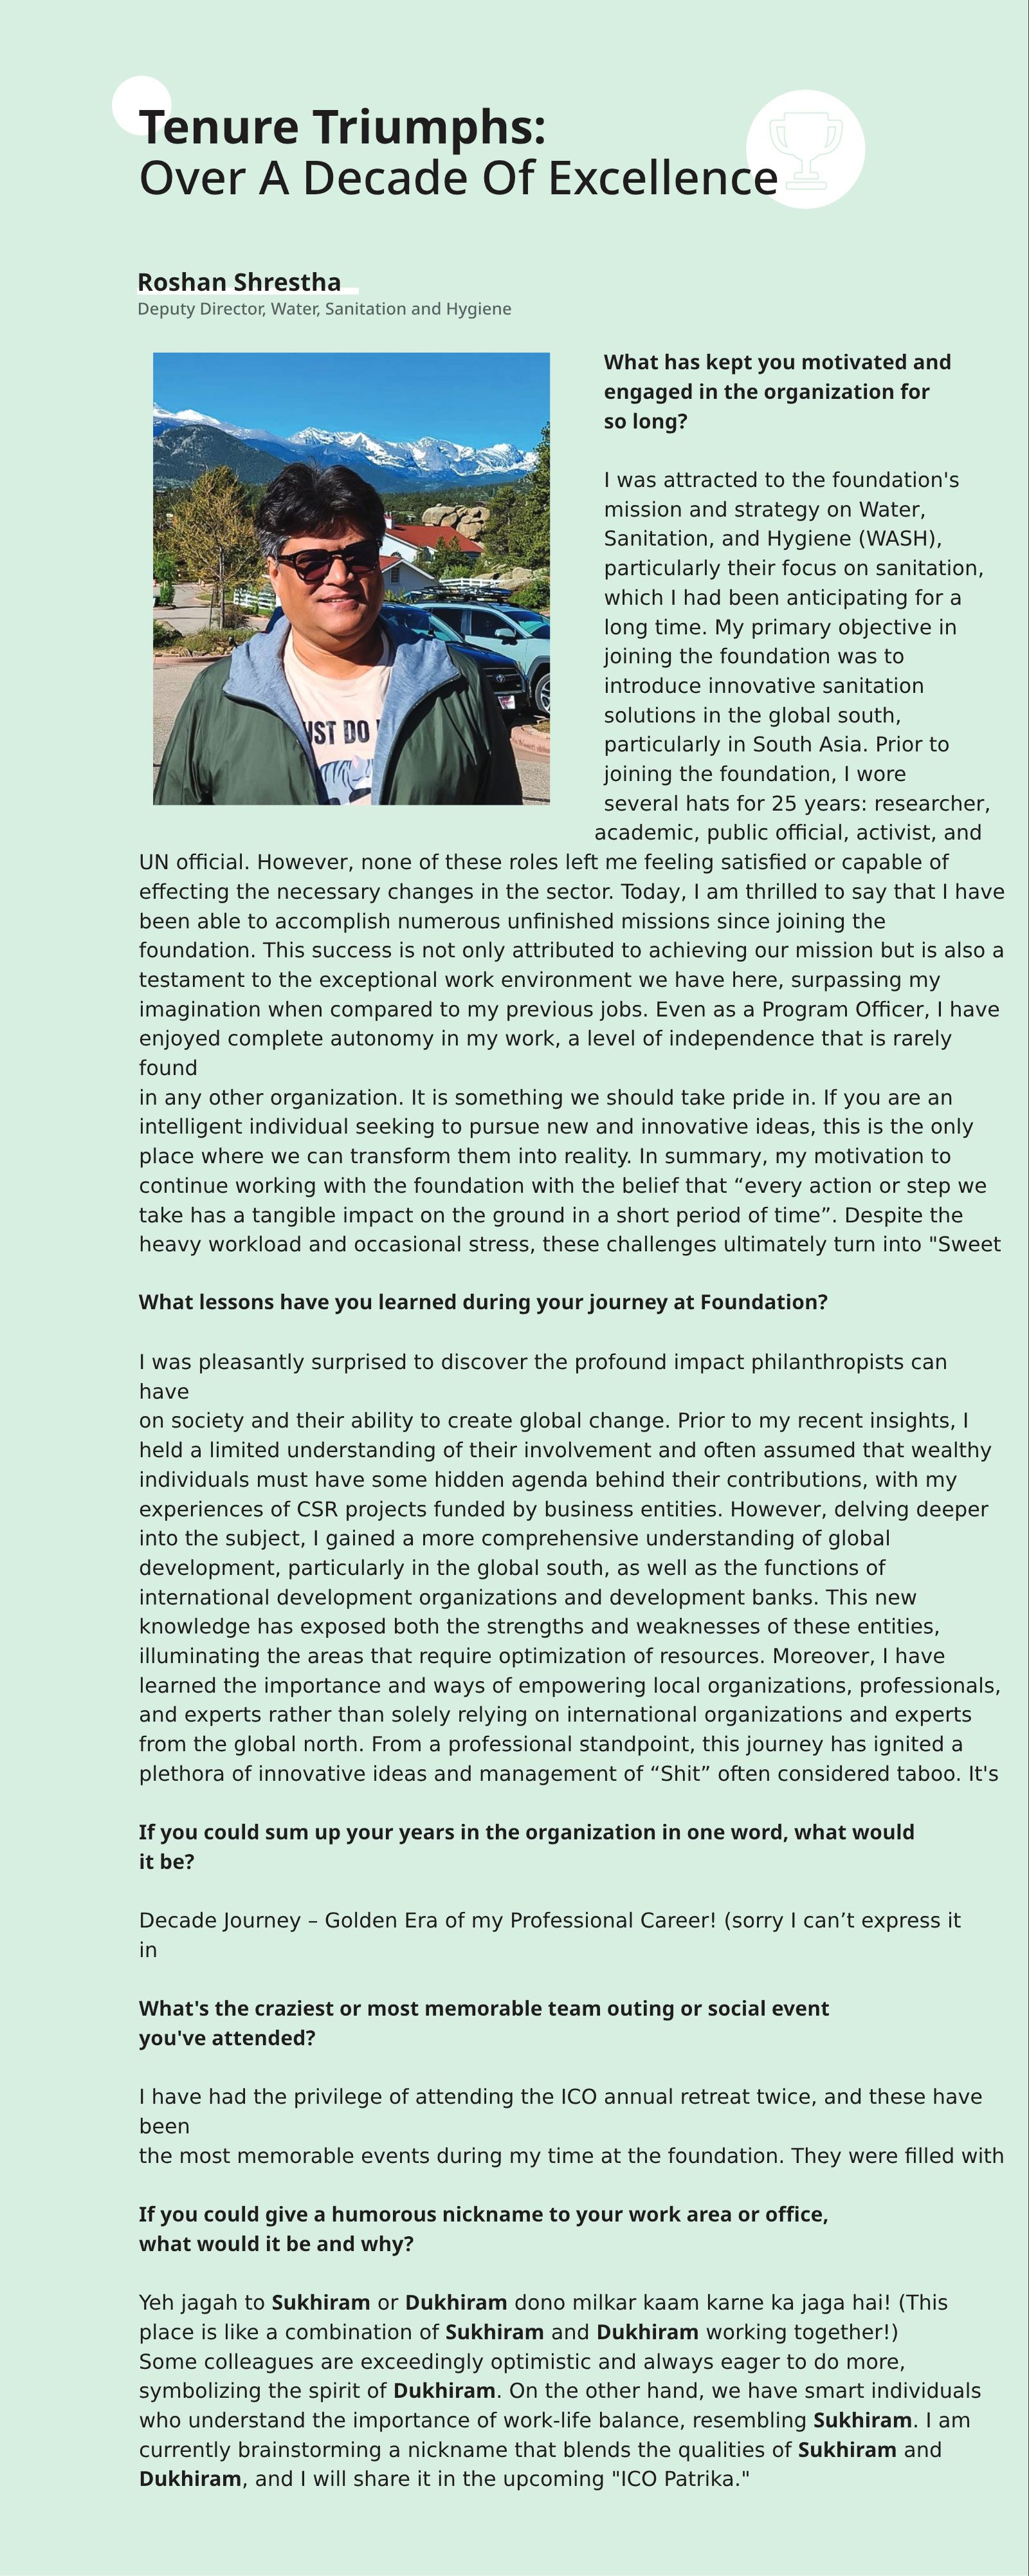 Tenure Triumphs:
Over A Decade Of Excellence
Roshan Shrestha
Deputy Director, Water, Sanitation and Hygiene
UST DO
What has kept you motivated and
engaged in the organization for
so long?
I was attracted to the foundation's
mission and strategy on Water,
Sanitation, and Hygiene (WASH),
particularly their focus on sanitation,
which I had been anticipating for a
long time. My primary objective in
joining the foundation was to
introduce innovative sanitation
solutions in the global south,
particularly in South Asia. Prior to
joining the foundation, I wore
several hats for 25 years: researcher,
academic, public official, activist, and
UN official. However, none of these roles left me feeling satisfied or capable of
effecting the necessary changes in the sector. Today, I am thrilled to say that I have
been able to accomplish numerous unfinished missions since joining the
foundation. This success is not only attributed to achieving our mission but is also a
testament to the exceptional work environment we have here, surpassing my
imagination when compared to my previous jobs. Even as a Program Officer, I have
enjoyed complete autonomy in my work, a level of independence that is rarely
found
in any other organization. It is something we should take pride in. If you are an
intelligent individual seeking to pursue new and innovative ideas, this is the only
place where we can transform them into reality. In summary, my motivation to
continue working with the foundation with the belief that “every action or step we
take has a tangible impact on the ground in a short period of time”. Despite the
heavy workload and occasional stress, these challenges ultimately turn into "Sweet
What lessons have you learned during your journey at Foundation?
I was pleasantly surprised to discover the profound impact philanthropists can
have
on society and their ability to create global change. Prior to my recent insights, I
held a limited understanding of their involvement and often assumed that wealthy
individuals must have some hidden agenda behind their contributions, with my
experiences of CSR projects funded by business entities. However, delving deeper
into the subject, I gained a more comprehensive understanding of global
development, particularly in the global south, as well as the functions of
international development organizations and development banks. This new
knowledge has exposed both the strengths and weaknesses of these entities,
illuminating the areas that require optimization of resources. Moreover, I have
learned the importance and ways of empowering local organizations, professionals,
and experts rather than solely relying on international organizations and experts
from the global north. From a professional standpoint, this journey has ignited a
plethora of innovative ideas and management of “Shit” often considered taboo. It's
If you could sum up your years in the organization in one word, what would
it be?
Decade Journey – Golden Era of my Professional Career! (sorry I can’t express it
in
What's the craziest or most memorable team outing or social event
you've attended?
I have had the privilege of attending the ICO annual retreat twice, and these have
been
the most memorable events during my time at the foundation. They were filled with
If you could give a humorous nickname to your work area or office,
what would it be and why?
Yeh jagah to Sukhiram or Dukhiram dono milkar kaam karne ka jaga hai! (This
place is like a combination of Sukhiram and Dukhiram working together!)
Some colleagues are exceedingly optimistic and always eager to do more,
symbolizing the spirit of Dukhiram. On the other hand, we have smart individuals
who understand the importance of work-life balance, resembling Sukhiram. I am
currently brainstorming a nickname that blends the qualities of Sukhiram and
Dukhiram, and I will share it in the upcoming "ICO Patrika."